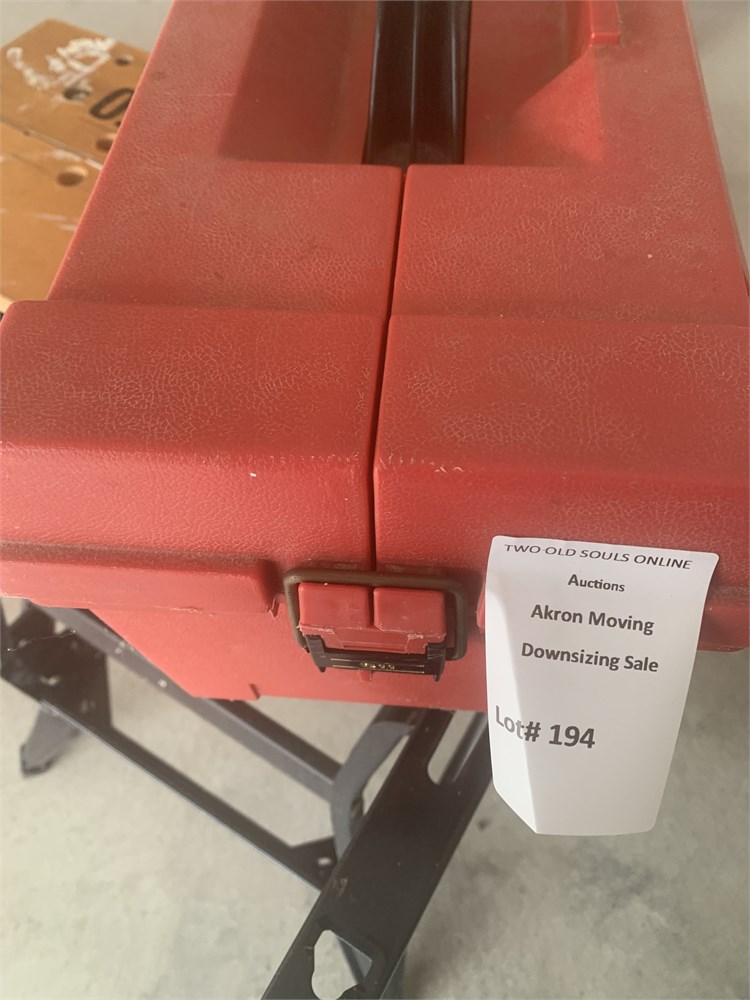 TWO-OLD SOULS ONLINE
Auctions
Akron Moving
Downsizing Sale
Lot# 194